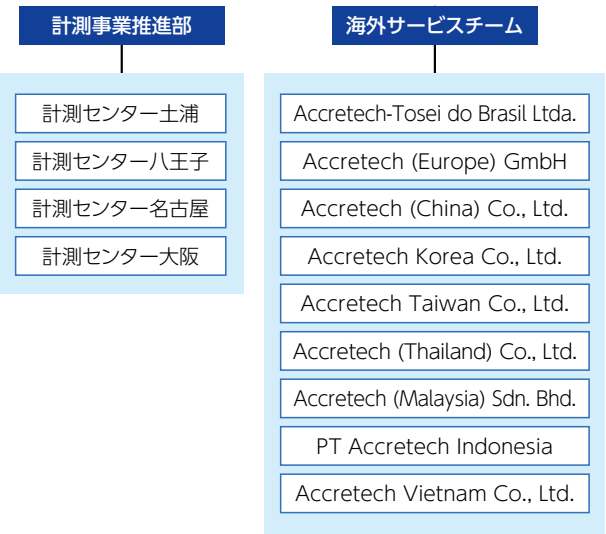 計測事業推進部
計測センター土浦
計測センター八王子
計測センター名古屋
計測センター大阪
海外サービスチーム
Accretech-Tosei do Brasil Ltda.
Accretech (Europe) GmbH
Accretech (China) Co., Ltd.
Accretech Korea Co., Ltd.
Accretech Taiwan Co., Ltd.
Accretech (Thailand) Co., Ltd.
Accretech (Malaysia) Sdn. Bhd.
PT Accretech Indonesia
Accretech Vietnam Co., Ltd.